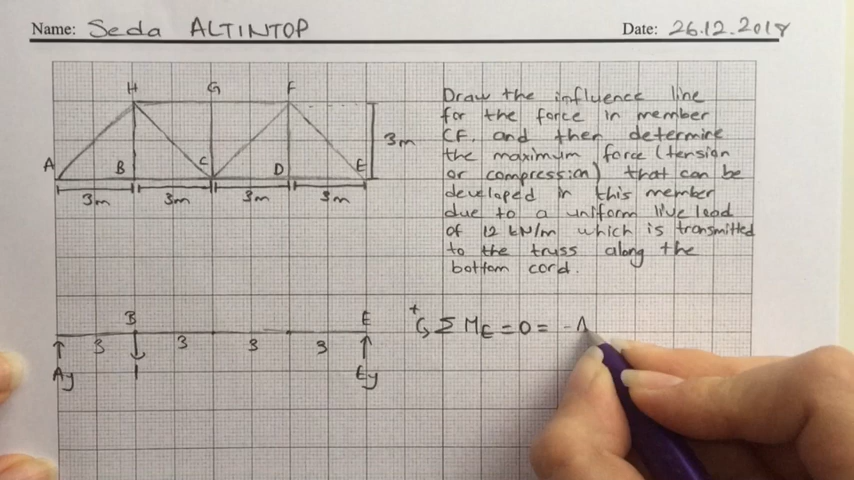 Name: Seda ALTINTOP Date: 26.12.2018
H G F
A B C D E
3m
3m 3m 3m 3m
Draw the influence line
for the force in member
CF, and then determine
the maximum force (tension
or compression) that can be
developed in this member
due to a uniform live load
of 12 kN/m which is transmitted
to the truss along the
bottom cord.
B E
3 3 3 3
Ay 1 Ey
+ ↺ Σ M_E = 0 = -A